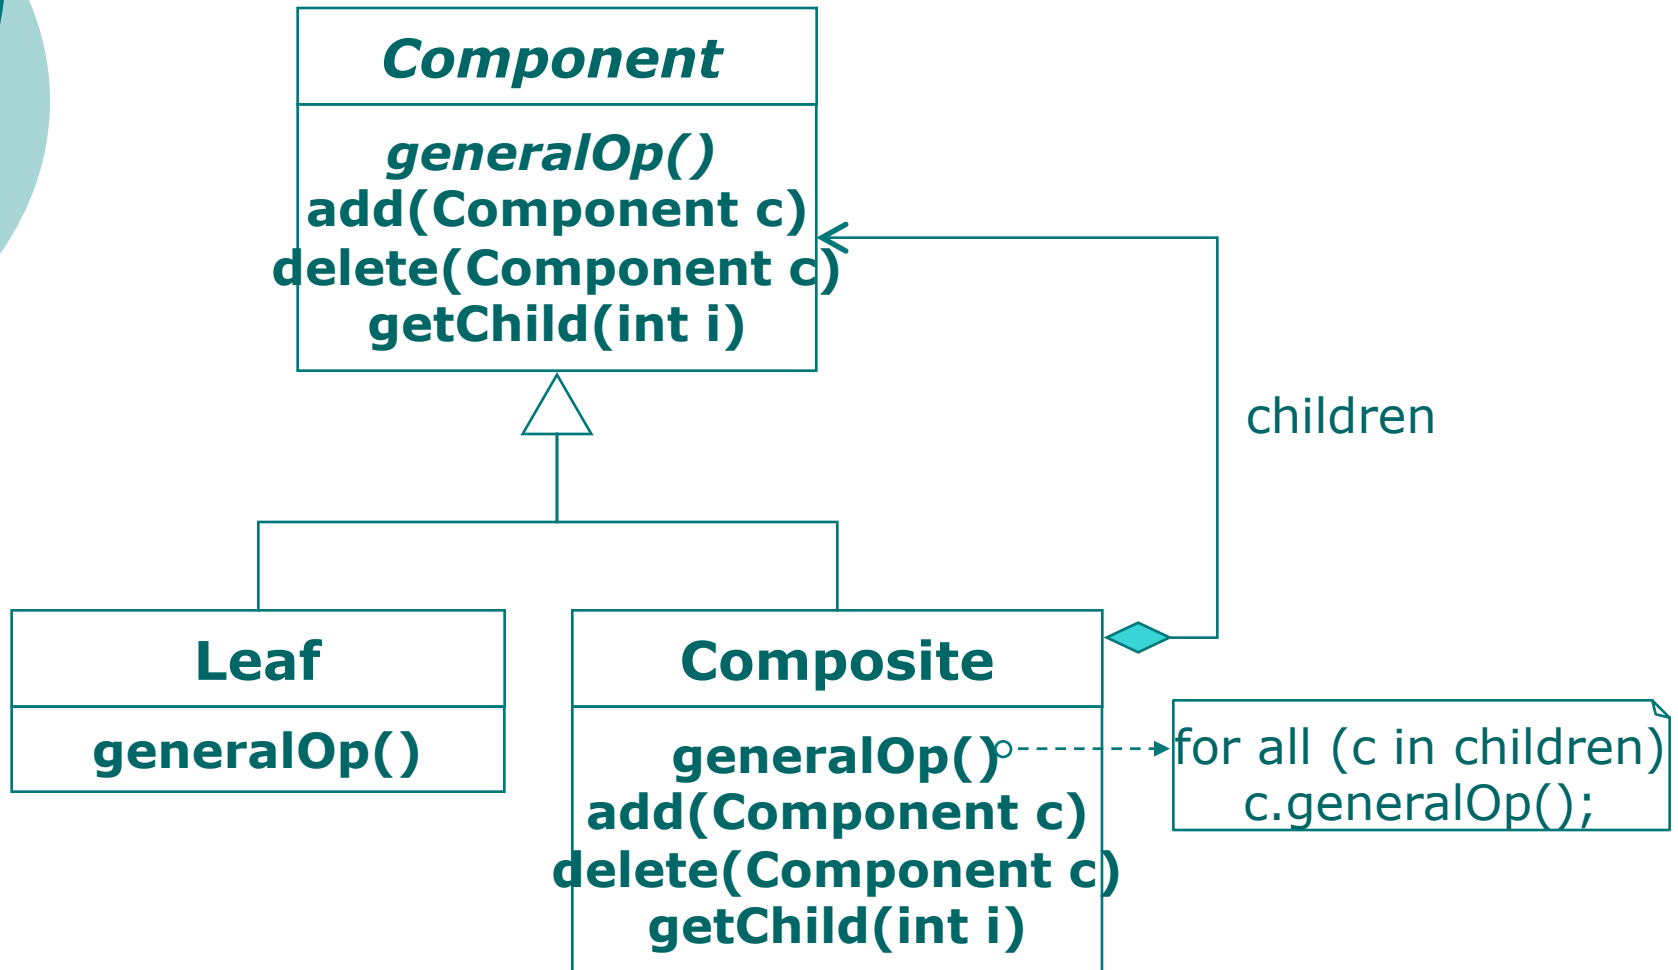 Component
generalOp()
add(Component c)
delete(Component c)
getChild(int i)
children
Leaf
generalOp()
Composite
generalOp()
add(Component c)
delete(Component c)
getChild(int i)
for all (c in children)
c.generalOp();